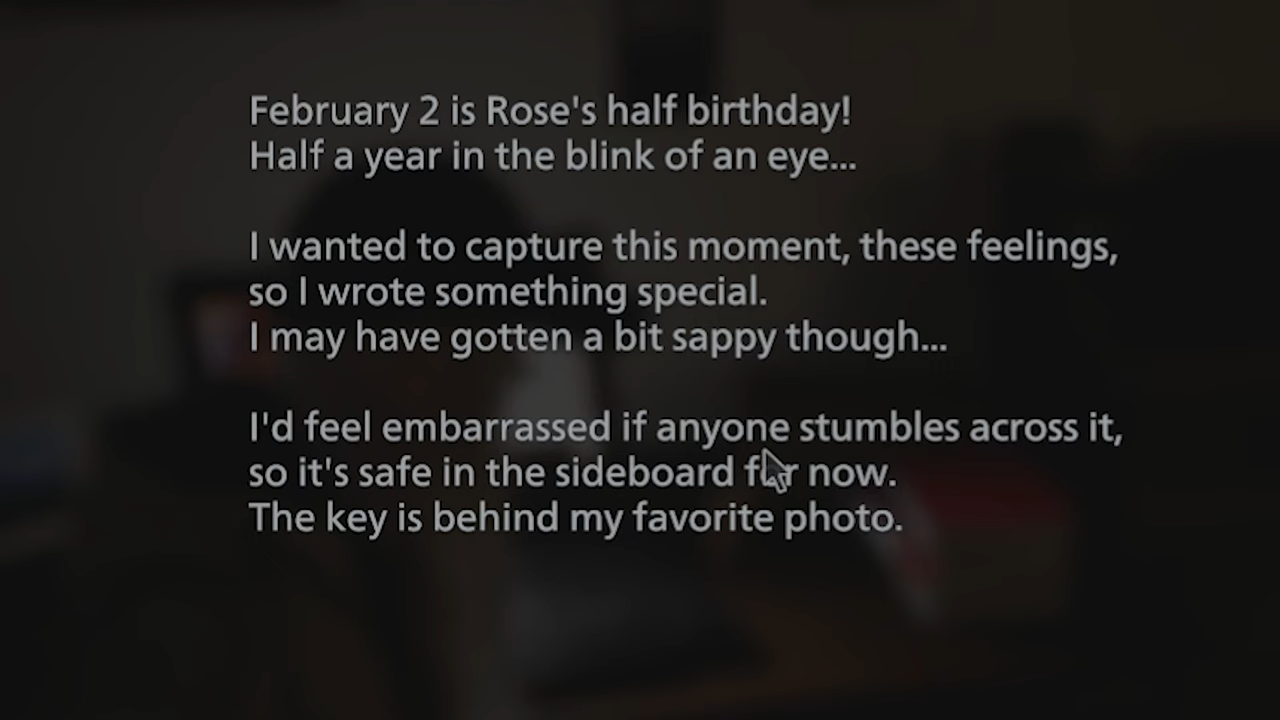 February 2 is Rose's half birthday!
Half a year in the blink of an eye...
I wanted to capture this moment, these feelings,
so I wrote something special.
I may have gotten a bit sappy though...
I'd feel embarrassed if anyone stumbles across it,
so it's safe in the sideboard for now.
The key is behind my favorite photo.